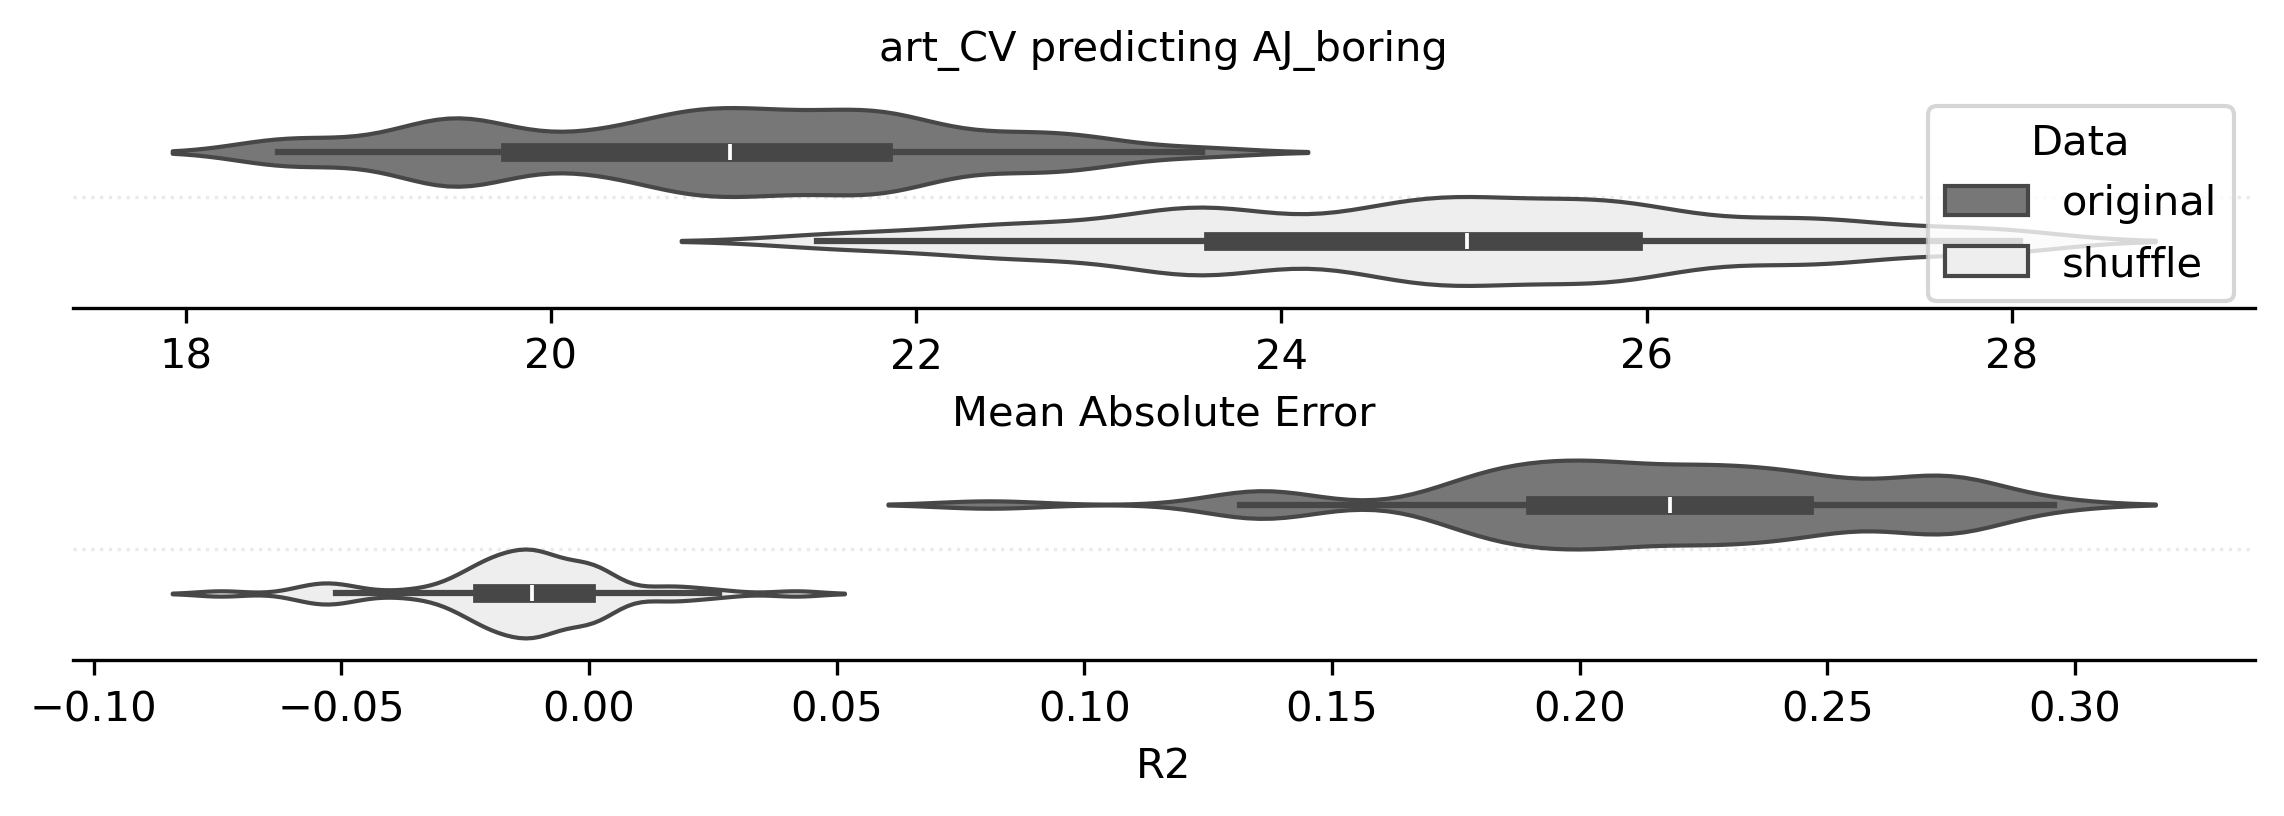 art_CV predicting AJ_boring
Data
original
shuffle
18 20 22 24 26 28
Mean Absolute Error
−0.10 −0.05 0.00 0.05 0.10 0.15 0.20 0.25 0.30
R2